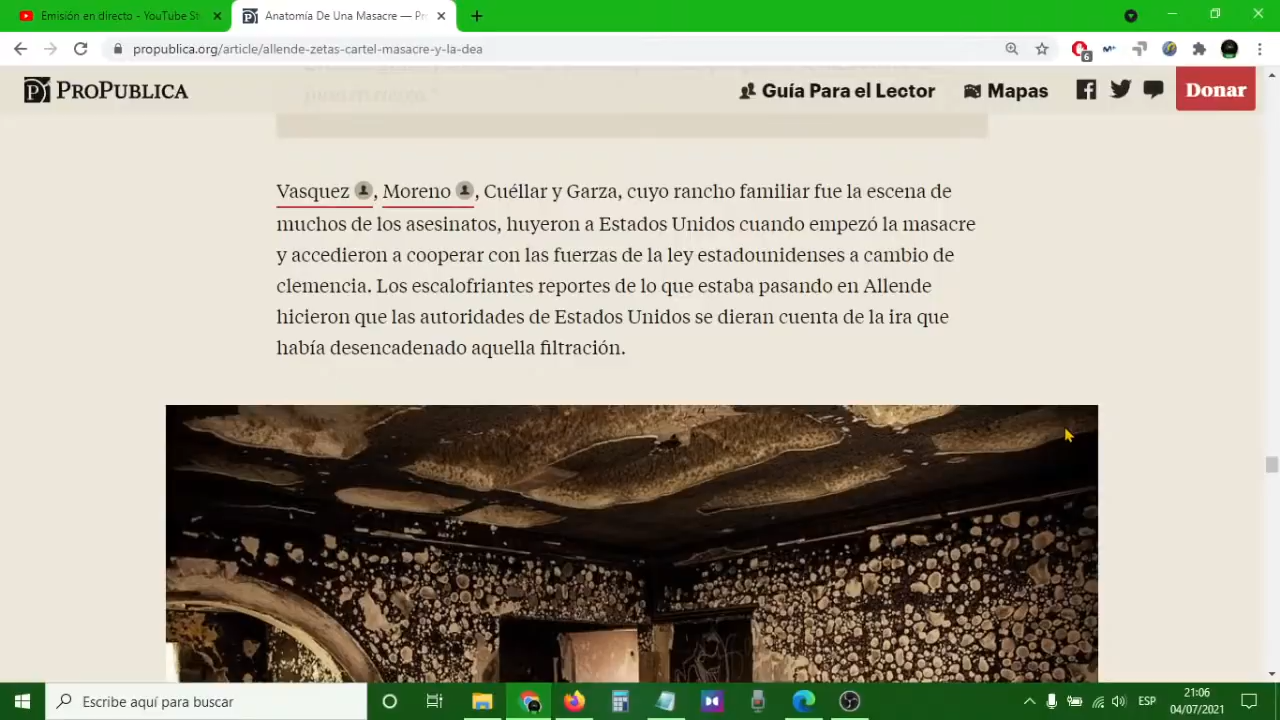 Emisión en directo - YouTube St
Anatomía De Una Masacre — Pr
propublica.org/article/allende-zetas-cartel-masacre-y-la-dea
6
PROPUBLICA
Guía Para el Lector
Mapas
Donar
Vasquez, Moreno, Cuéllar y Garza, cuyo rancho familiar fue la escena de
muchos de los asesinatos, huyeron a Estados Unidos cuando empezó la masacre
y accedieron a cooperar con las fuerzas de la ley estadounidenses a cambio de
clemencia. Los escalofriantes reportes de lo que estaba pasando en Allende
hicieron que las autoridades de Estados Unidos se dieran cuenta de la ira que
había desencadenado aquella filtración.
Escribe aquí para buscar
ESP
21:06
04/07/2021